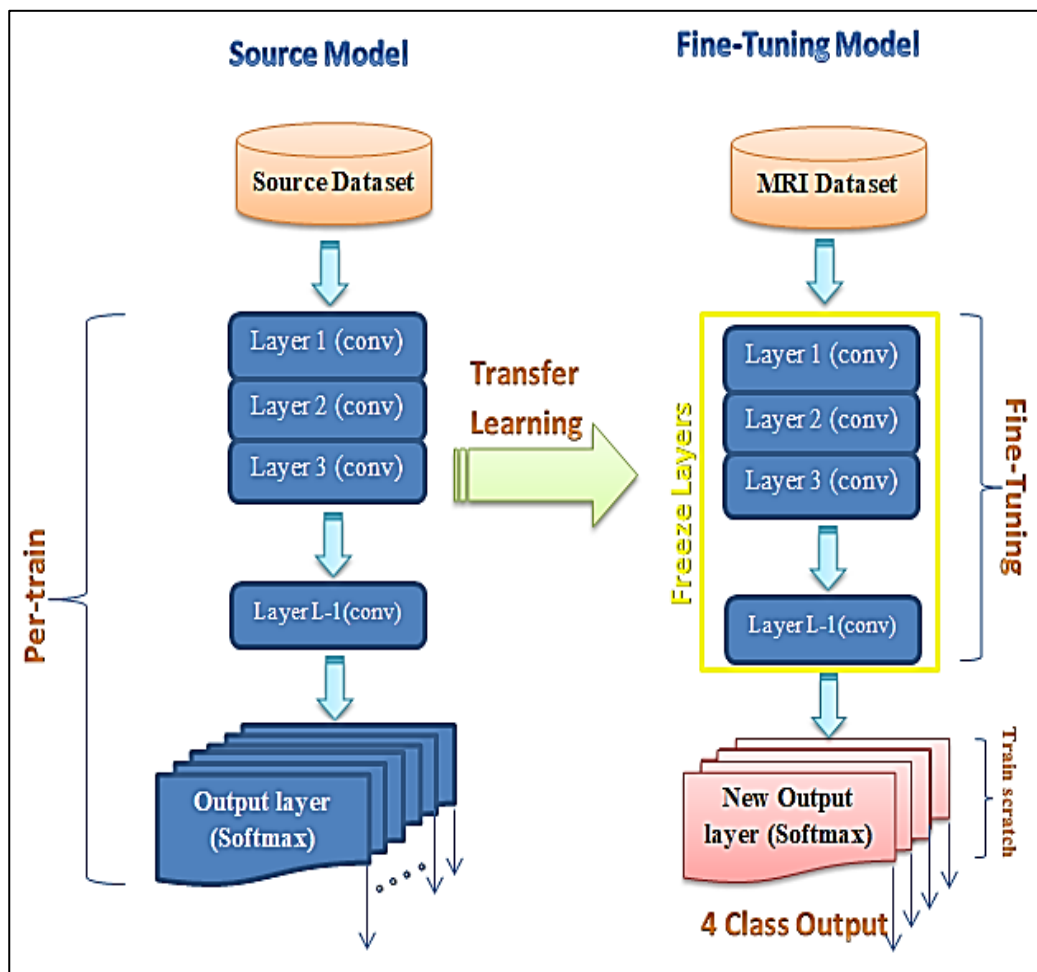 Source Model
Fine-Tuning Model
Source Dataset
MRI Dataset
Layer 1 (conv)
Layer 2 (conv)
Layer 3 (conv)
Layer L-1(conv)
Per-train
Output layer
(Softmax)
Transfer
Learning
Layer 1 (conv)
Layer 2 (conv)
Layer 3 (conv)
Layer L-1(conv)
Freeze Layers
Fine-Tuning
New Output
layer (Softmax)
Train scratch
4 Class Output